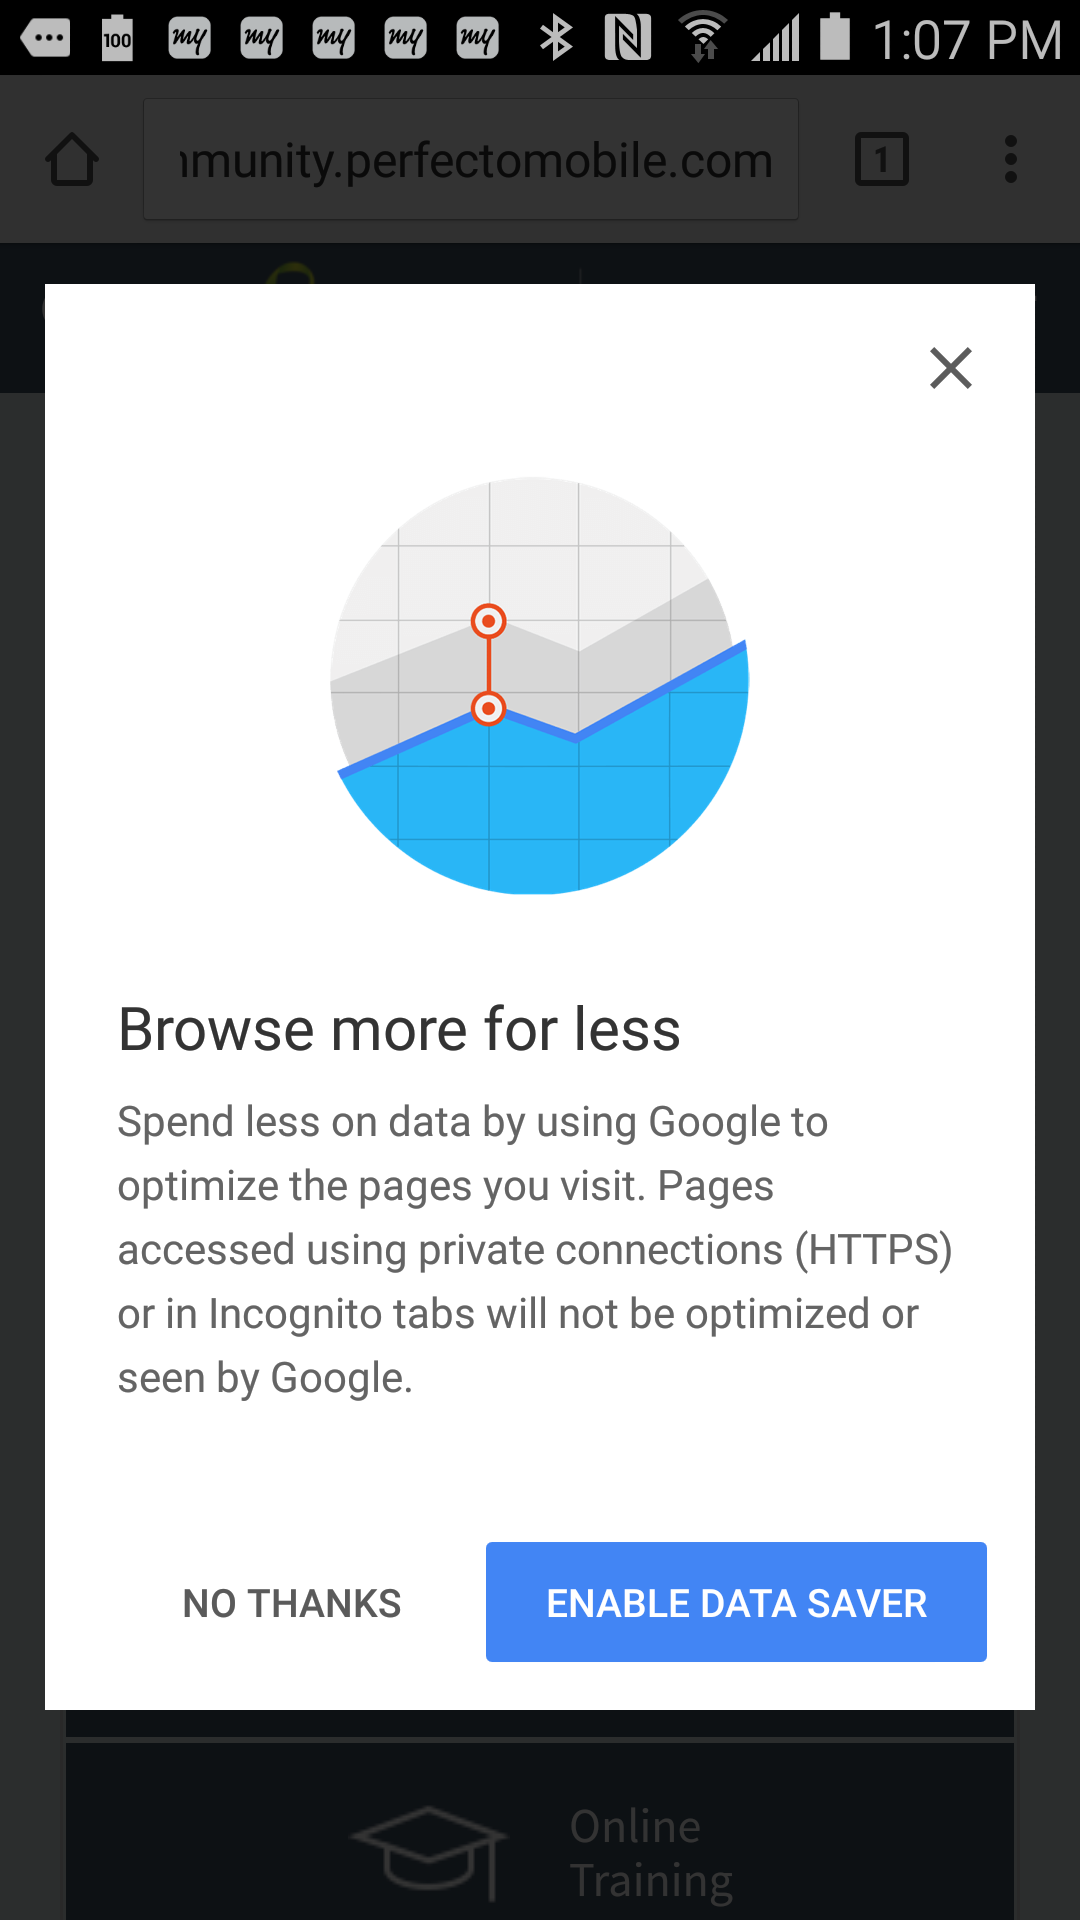 100 my my my my my 1:07 PM
munity.perfectomobile.com 1
Browse more for less
Spend less on data by using Google to
optimize the pages you visit. Pages
accessed using private connections (HTTPS)
or in Incognito tabs will not be optimized or
seen by Google.
NO THANKS ENABLE DATA SAVER
Online
Training